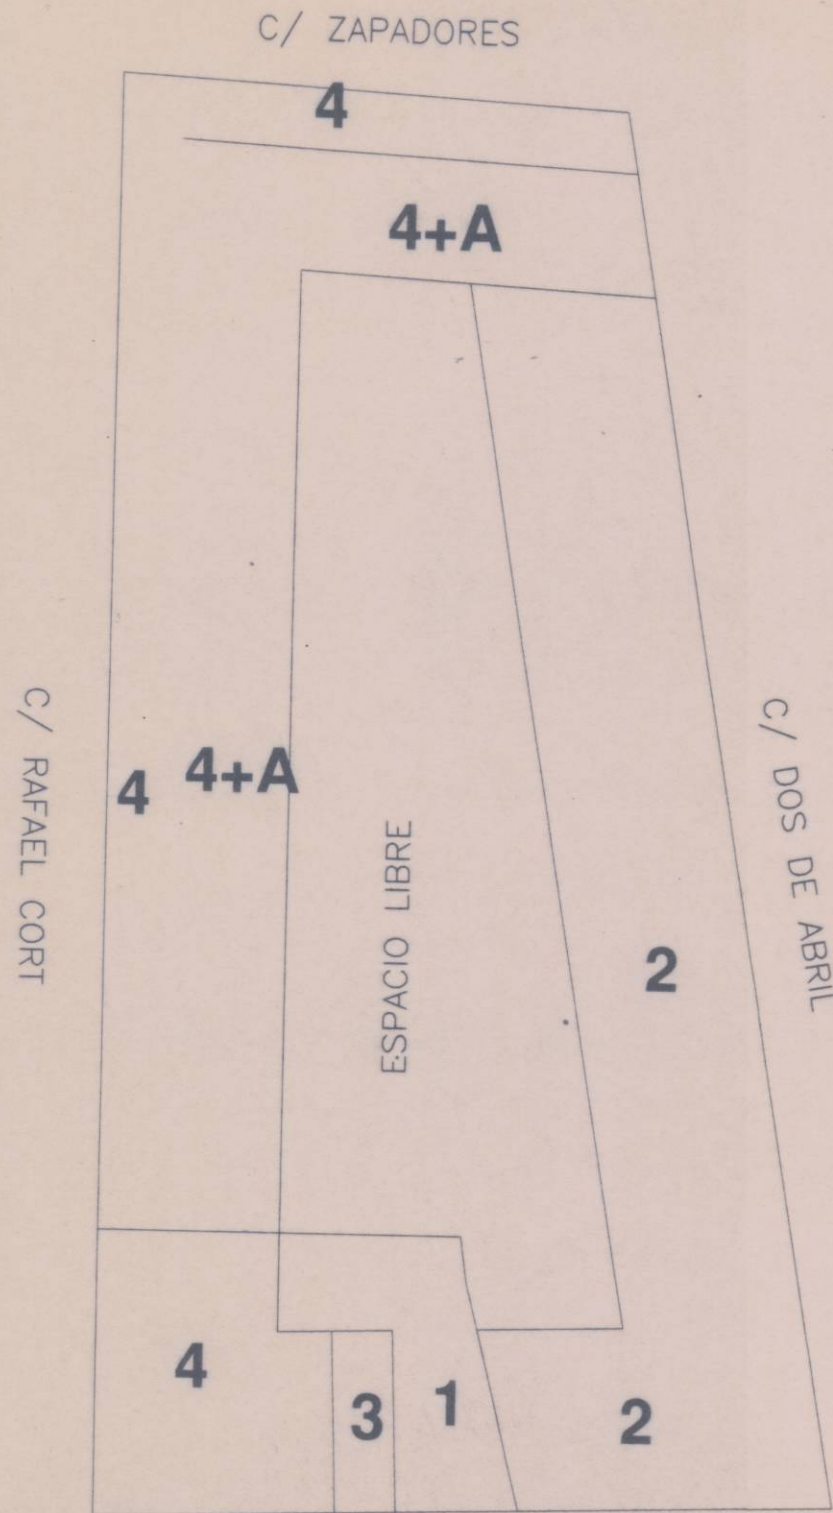 C/ ZAPADORES
4
4+A
C/ RAFAEL CORT
4
4+A
ESPACIO LIBRE
2
C/ DOS DE ABRIL
4
3
1
2